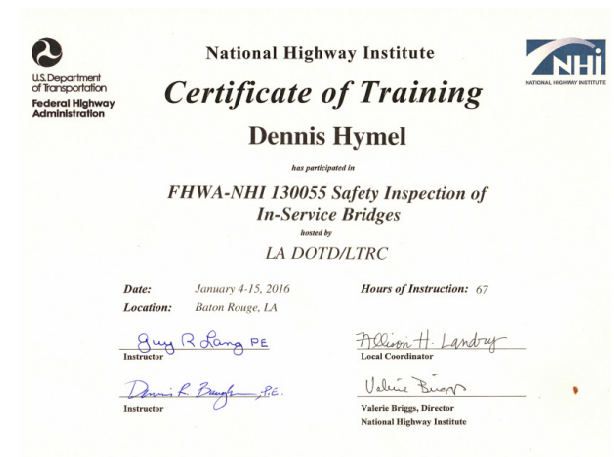 National Highway Institute
U.S. Department
of Transportation
Federal Highway
Administration
NHI
NATIONAL HIGHWAY INSTITUTE
Certificate of Training
Dennis Hymel
has participated in
FHWA-NHI 130055 Safety Inspection of
In-Service Bridges
hosted by
LA DOTD/LTRC
Date: January 4-15, 2016 Hours of Instruction: 67
Location: Baton Rouge, LA
Guy R Lang PE
Instructor
Allison H. Landry
Local Coordinator
Dennis R. , P.E.
Instructor
Valerie Briggs
Valerie Briggs, Director
National Highway Institute